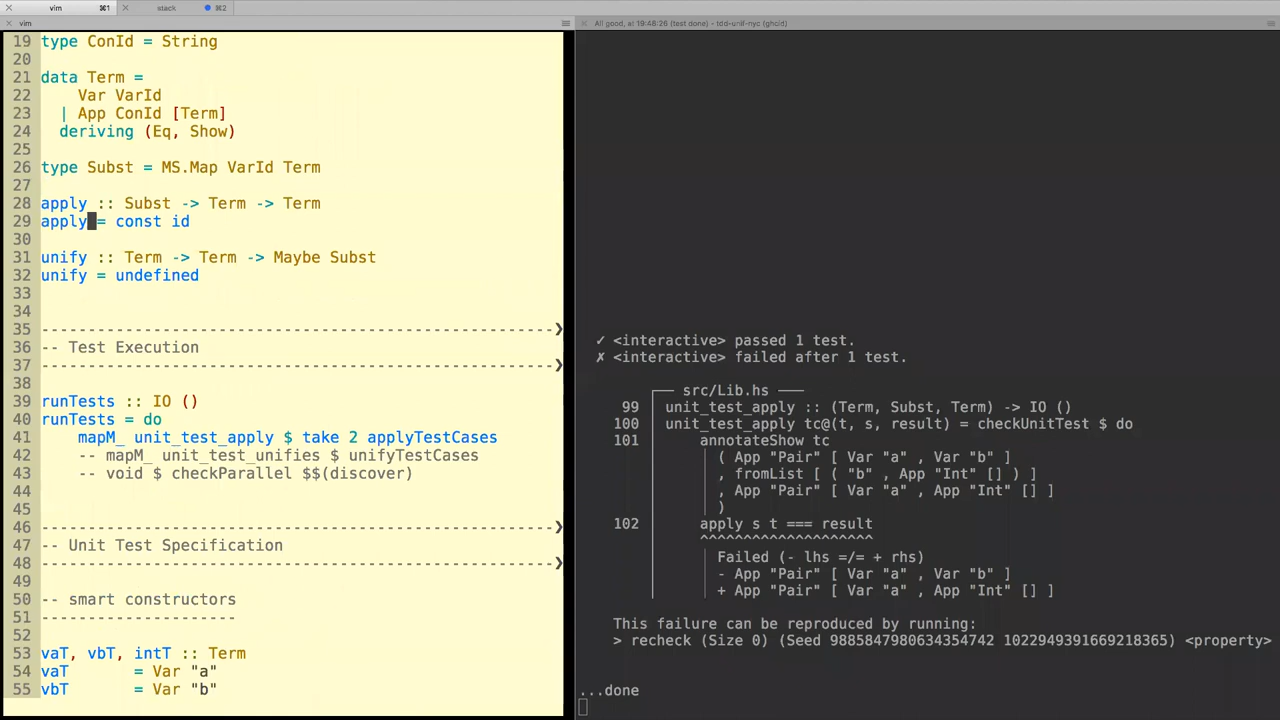 vim ⌘1 stack ⌘2
vim
All good, at 19:48:26 (test done) - tdd-unif-nyc (ghcid)
19 type ConId = String
20
21 data Term =
22     Var VarId
23   | App ConId [Term]
24   deriving (Eq, Show)
25
26 type Subst = MS.Map VarId Term
27
28 apply :: Subst -> Term -> Term
29 apply = const id
30
31 unify :: Term -> Term -> Maybe Subst
32 unify = undefined
33
34
35 -------------------------------------------------------❯
36 -- Test Execution
37 -------------------------------------------------------❯
38
39 runTests :: IO ()
40 runTests = do
41     mapM_ unit_test_apply $ take 2 applyTestCases
42     -- mapM_ unit_test_unifies $ unifyTestCases
43     -- void $ checkParallel $$(discover)
44
45
46 -------------------------------------------------------❯
47 -- Unit Test Specification
48 -------------------------------------------------------❯
49
50 -- smart constructors
51 ---------------------
52
53 vaT, vbT, intT :: Term
54 vaT       = Var "a"
55 vbT       = Var "b"
✓ <interactive> passed 1 test.
✗ <interactive> failed after 1 test.
┌── src/Lib.hs ───
99 │ unit_test_apply :: (Term, Subst, Term) -> IO ()
100 │ unit_test_apply tc@(t, s, result) = checkUnitTest $ do
101 │     annotateShow tc
│     │ ( App "Pair" [ Var "a" , Var "b" ]
│     │ , fromList [ ( "b" , App "Int" [] ) ]
│     │ , App "Pair" [ Var "a" , App "Int" [] ]
│     │ )
102 │     apply s t === result
│     ^^^^^^^^^^^^^^^^^^^^
│     │ Failed (- lhs =/= + rhs)
│     │ - App "Pair" [ Var "a" , Var "b" ]
│     │ + App "Pair" [ Var "a" , App "Int" [] ]
This failure can be reproduced by running:
> recheck (Size 0) (Seed 9885847980634354742 1022949391669218365) <property>
...done